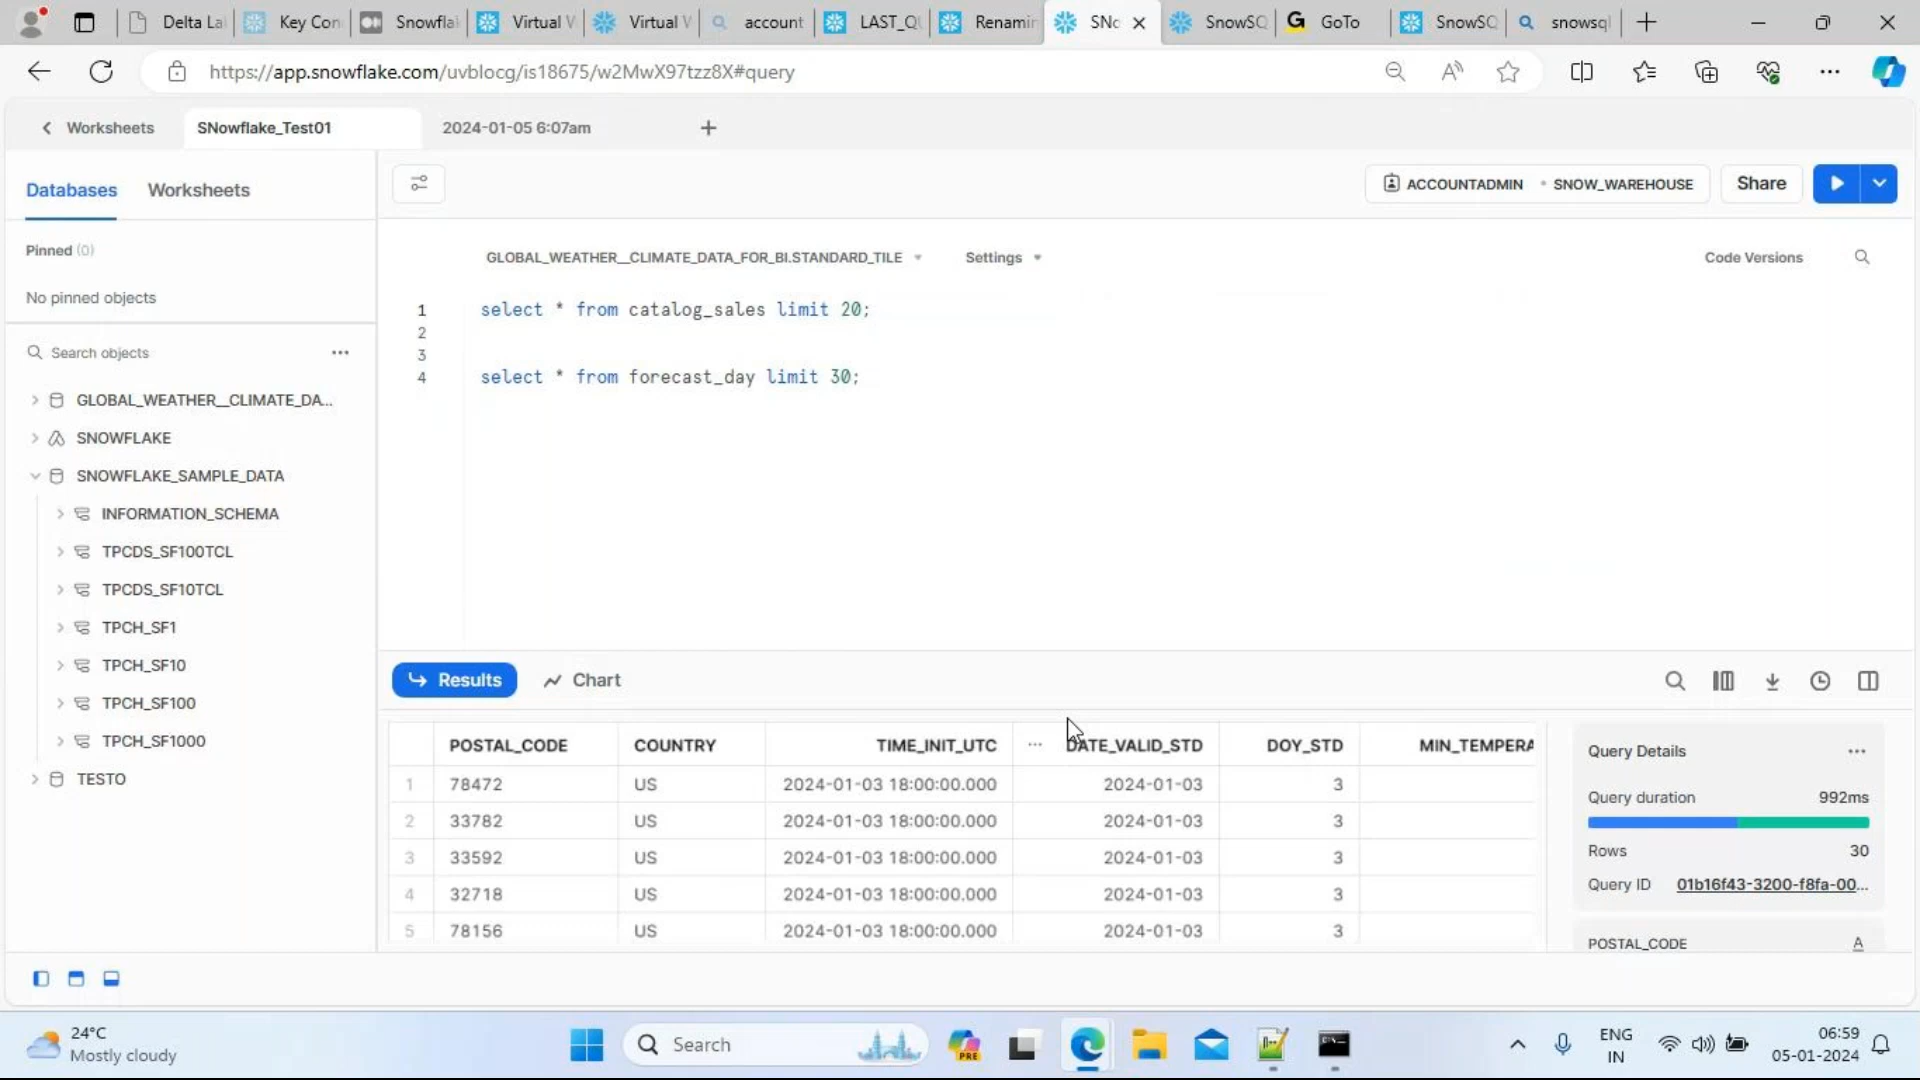 Delta La
Key Con
Snowfla
Virtual V
Virtual V
account
LAST_QU
Renamin
SNo
SnowSQ
G GoTo
SnowSQ
snowsql
https://app.snowflake.com/uvblocg/is18675/w2MwX97tzz8X#query
Worksheets
SNowflake_Test01
2024-01-05 6:07am
Databases
Worksheets
ACCOUNTADMIN
SNOW_WAREHOUSE
Share
Pinned (0)
No pinned objects
GLOBAL_WEATHER__CLIMATE_DATA_FOR_BI.STANDARD_TILE
Settings
Code Versions
1 select * from catalog_sales limit 20;
2
3
4 select * from forecast_day limit 30;
Search objects
GLOBAL_WEATHER__CLIMATE_DA...
SNOWFLAKE
SNOWFLAKE_SAMPLE_DATA
INFORMATION_SCHEMA
TPCDS_SF100TCL
TPCDS_SF10TCL
TPCH_SF1
TPCH_SF10
TPCH_SF100
TPCH_SF1000
TESTO
Results
Chart
POSTAL_CODE COUNTRY TIME_INIT_UTC ... DATE_VALID_STD DOY_STD MIN_TEMPERA
1 78472 US 2024-01-03 18:00:00.000 2024-01-03 3
2 33782 US 2024-01-03 18:00:00.000 2024-01-03 3
3 33592 US 2024-01-03 18:00:00.000 2024-01-03 3
4 32718 US 2024-01-03 18:00:00.000 2024-01-03 3
5 78156 US 2024-01-03 18:00:00.000 2024-01-03 3
Query Details
Query duration 992ms
Rows 30
Query ID 01b16f43-3200-f8fa-00...
POSTAL_CODE A
24°C
Mostly cloudy
Search
PRE
ENG
IN
06:59
05-01-2024